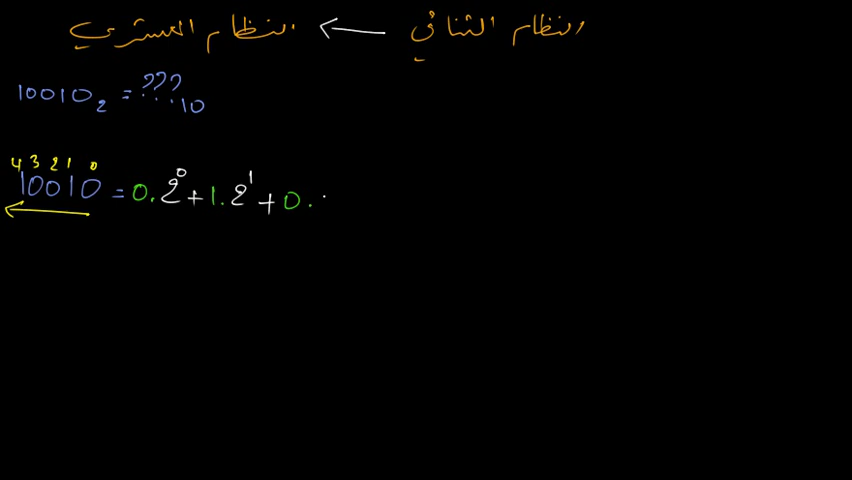 النظام الثنائي ← النظام العشري
10010₂ = ???₁₀
4 3 2 1 0
10010 = 0.2⁰ + 1.2¹ + 0.